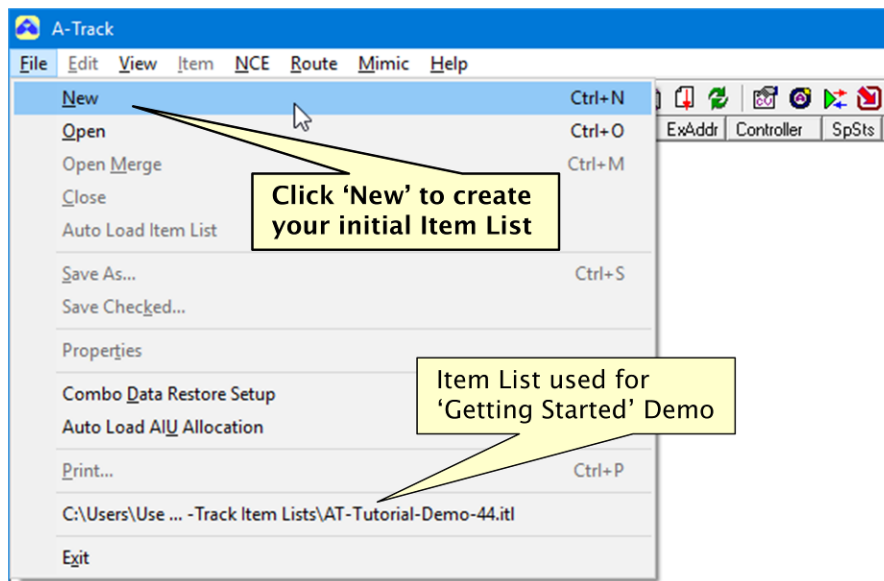 A-Track
File Edit View Item NCE Route Mimic Help
New Ctrl+N
Open Ctrl+O
ExAddr Controller SpSts
Open Merge Ctrl+M
Close
Auto Load Item List
Click ‘New’ to create
your initial Item List
Save As... Ctrl+S
Save Checked...
Properties
Item List used for
‘Getting Started’ Demo
Combo Data Restore Setup
Auto Load AIU Allocation
Print... Ctrl+P
C:\Users\Use ... -Track Item Lists\AT-Tutorial-Demo-44.itl
Exit